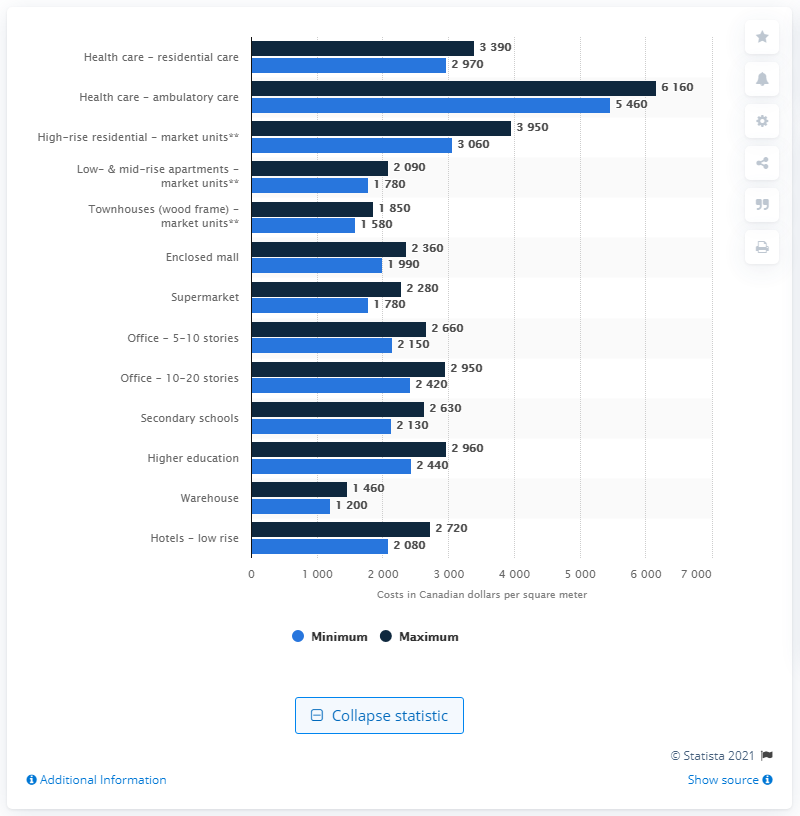 Health care – residential care
3 390
2 970
Health care – ambulatory care
6 160
5 460
High-rise residential – market units**
3 950
3 060
Low- & mid-rise apartments –
market units**
2 090
1 780
Townhouses (wood frame) –
market units**
1 850
1 580
Enclosed mall
2 360
1 990
Supermarket
2 280
1 780
Office – 5–10 stories
2 660
2 150
Office – 10–20 stories
2 950
2 420
Secondary schools
2 630
2 130
Higher education
2 960
2 440
Warehouse
1 460
1 200
Hotels – low rise
2 720
2 080
0 1 000 2 000 3 000 4 000 5 000 6 000 7 000
Costs in Canadian dollars per square meter
Minimum Maximum
Collapse statistic
© Statista 2021
Additional Information
Show source